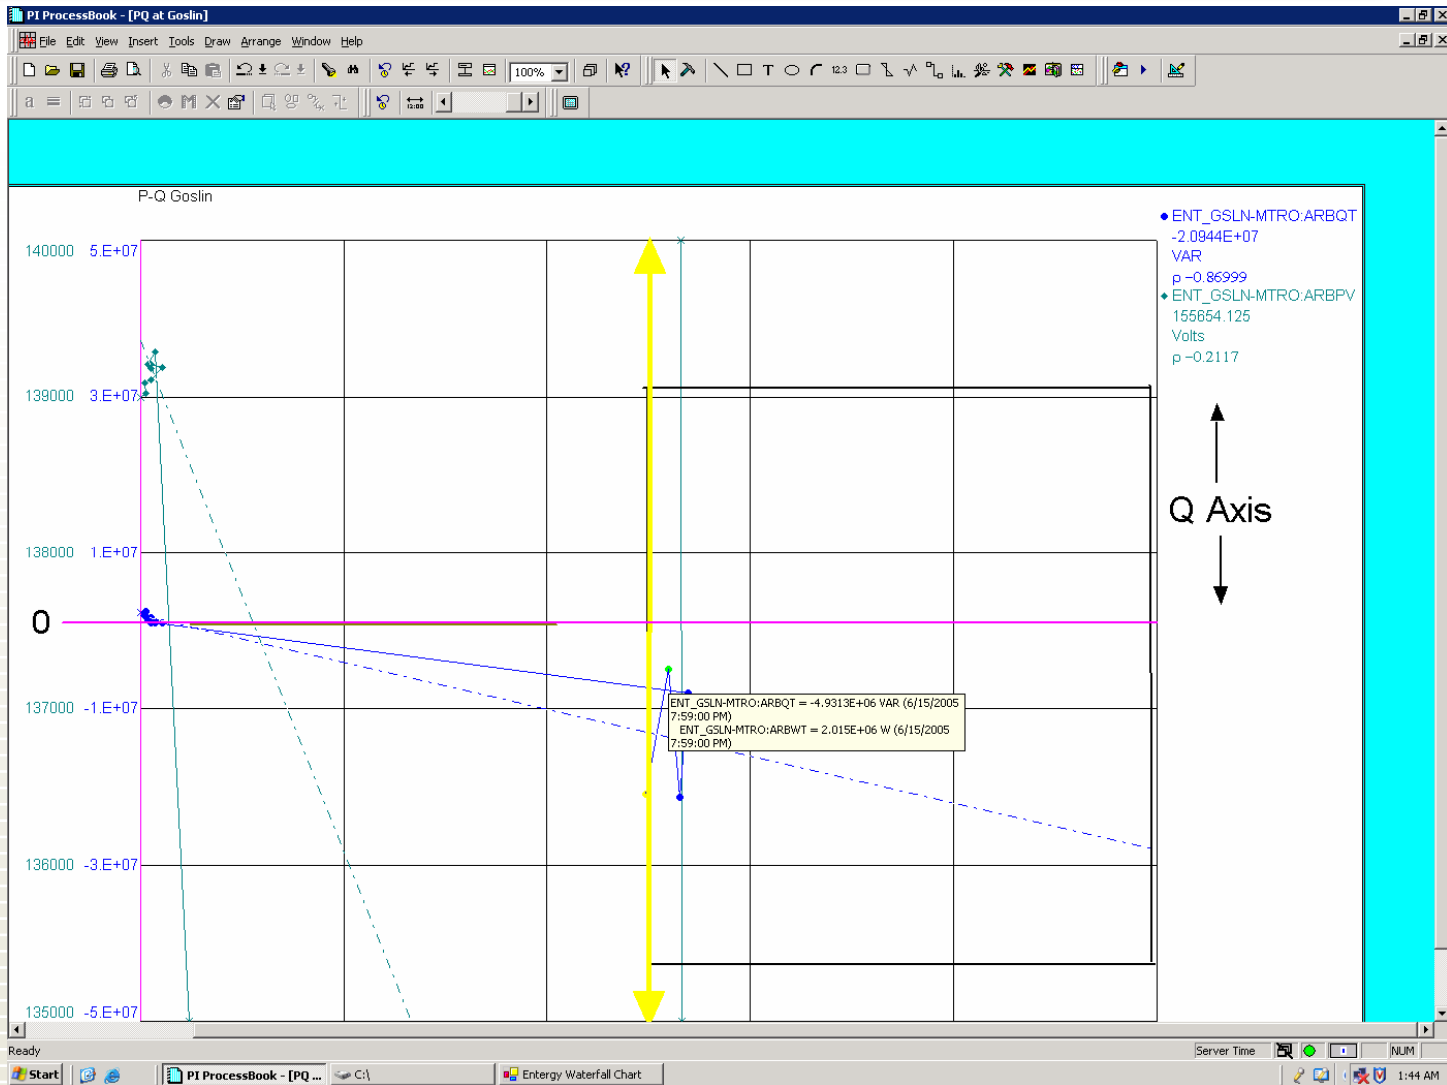 PI ProcessBook - [PQ at Goslin]
File Edit View Insert Tools Draw Arrange Window Help
100%
T 12.3
a
12:00
P-Q Goslin
ENT_GSLN-MTRO:ARBQT
-2.0944E+07
VAR
ρ -0.86999
ENT_GSLN-MTRO:ARBPV
155654.125
Volts
ρ -0.2117
140000 5.E+07
139000 3.E+07
138000 1.E+07
0
137000 -1.E+07
136000 -3.E+07
135000 -5.E+07
Q Axis
ENT_GSLN-MTRO:ARBQT = -4.9313E+06 VAR (6/15/2005
7:59:00 PM)
ENT_GSLN-MTRO:ARBWT = 2.015E+06 W (6/15/2005
7:59:00 PM)
Ready
Server Time
NUM
Start
PI ProcessBook - [PQ ...
C:\
Entergy Waterfall Chart
1:44 AM